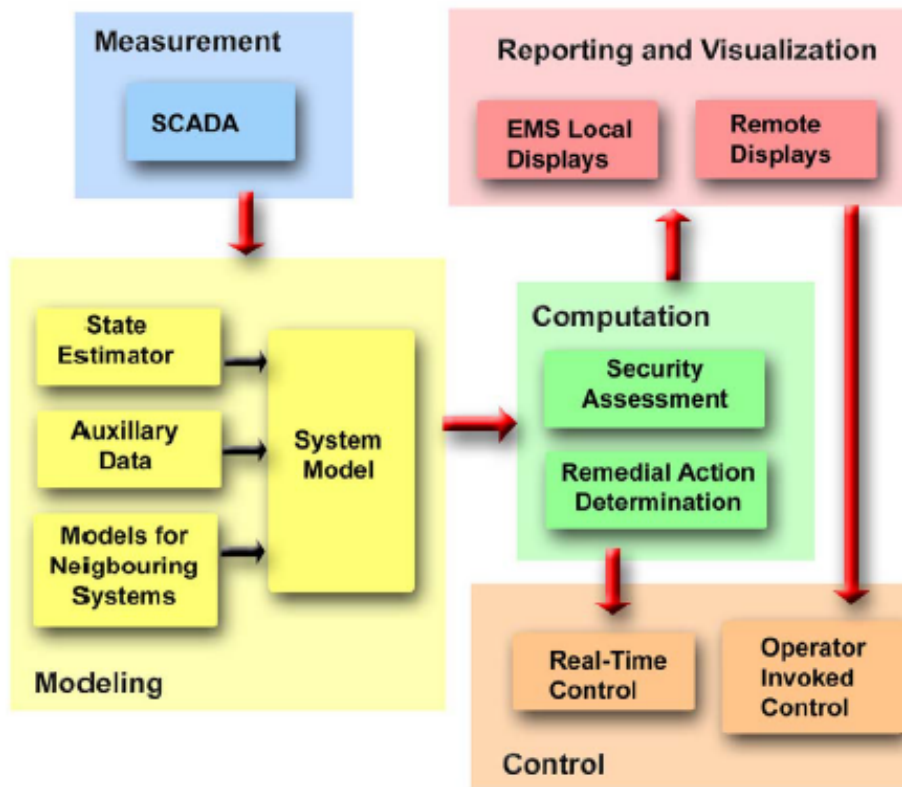 Measurement
SCADA
Reporting and Visualization
EMS Local
Displays
Remote
Displays
State
Estimator
Auxillary
Data
Models for
Neigbouring
Systems
System
Model
Modeling
Computation
Security
Assessment
Remedial Action
Determination
Real-Time
Control
Operator
Invoked
Control
Control